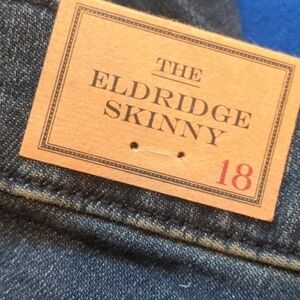 THE
ELDRIDGE
SKINNY
18